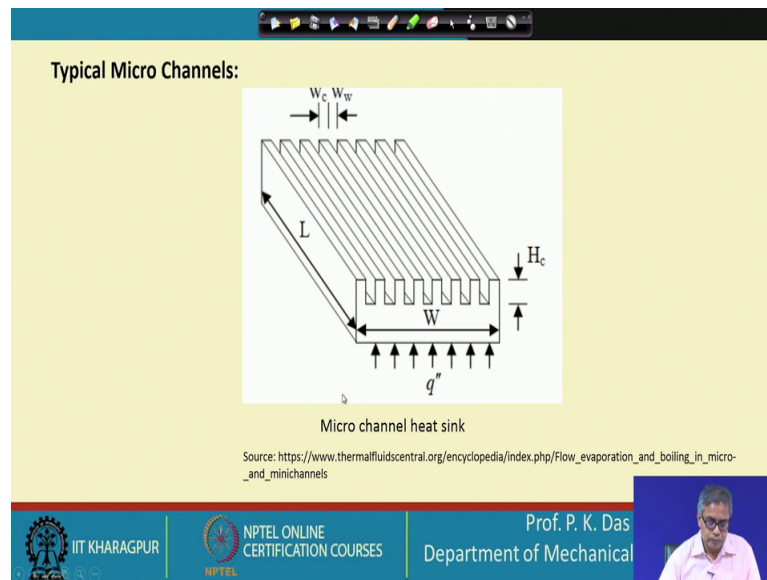 Typical Micro Channels:
Wc Ww
L
Hc
W
q"
Micro channel heat sink
Source: https://www.thermalfluidscentral.org/encyclopedia/index.php/Flow_evaporation_and_boiling_in_micro-
_and_minichannels
IIT KHARAGPUR
NPTEL
NPTEL ONLINE
CERTIFICATION COURSES
Prof. P. K. Das
Department of Mechanical